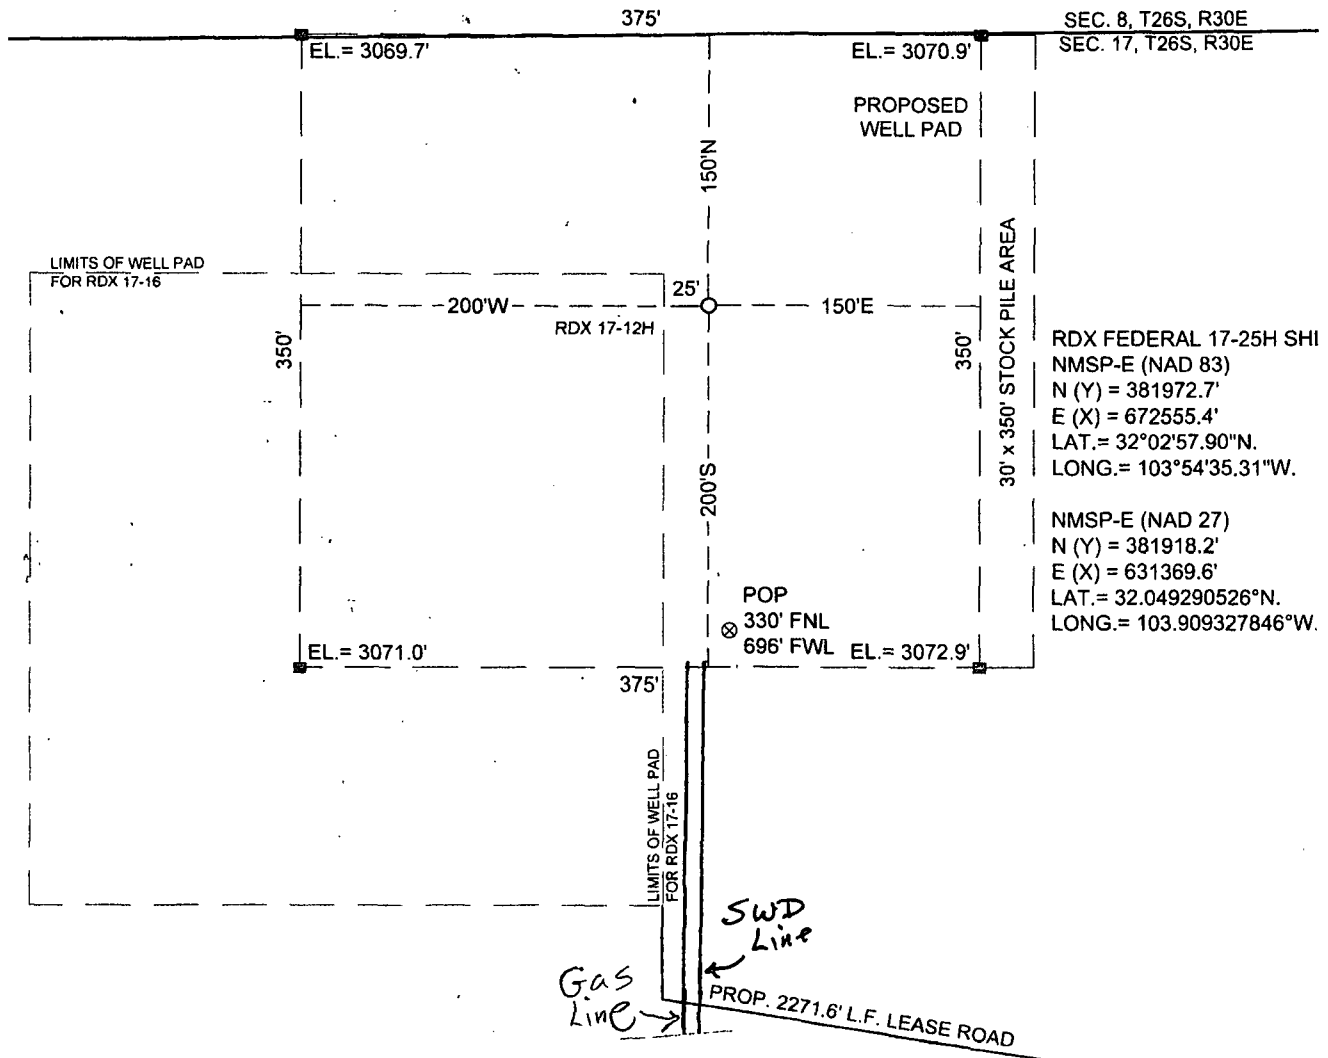 375'
SEC. 8, T26S, R30E
SEC. 17, T26S, R30E
EL.= 3069.7'
EL.= 3070.9'
PROPOSED
WELL PAD
150'N
LIMITS OF WELL PAD
FOR RDX 17-16
25'
200'W
150'E
RDX 17-12H
350'
350'
30' x 350' STOCK PILE AREA
200'S
RDX FEDERAL 17-25H SHL
NMSP-E (NAD 83)
N (Y) = 381972.7'
E (X) = 672555.4'
LAT.= 32°02'57.90"N.
LONG.= 103°54'35.31"W.
NMSP-E (NAD 27)
N (Y) = 381918.2'
E (X) = 631369.6'
LAT.= 32.049290526°N.
LONG.= 103.909327846°W.
POP
330' FNL
696' FWL
EL.= 3071.0'
EL.= 3072.9'
375'
LIMITS OF WELL PAD
FOR RDX 17-16
SWD
Line
Gas
Line
PROP. 2271.6' L.F. LEASE ROAD